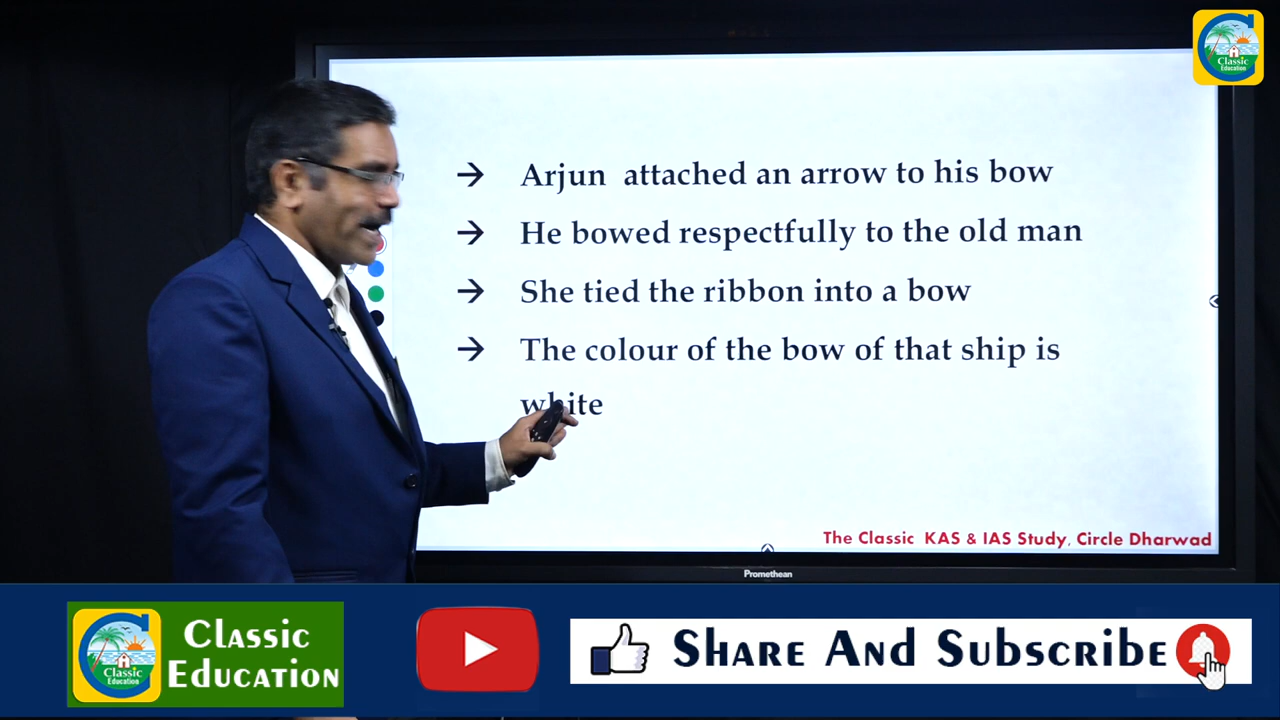 Classic
Education
→ Arjun attached an arrow to his bow
→ He bowed respectfully to the old man
→ She tied the ribbon into a bow
→ The colour of the bow of that ship is
white
The Classic KAS & IAS Study, Circle Dharwad
Promethean
Classic
Education
Classic
Education
Share And Subscribe